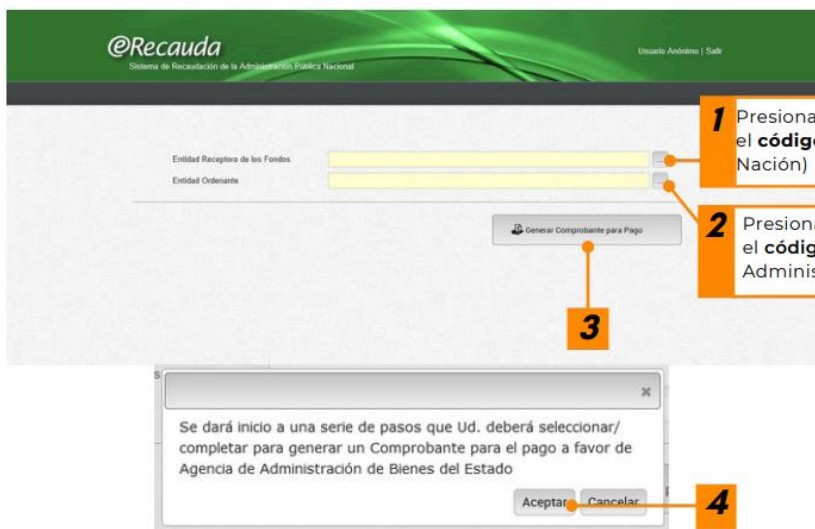 @Recauda
Sistema de Recaudación de la Administración Pública Nacional
Usuario Anónimo | Salir
Entidad Receptora de los Fondos
Entidad Ordenante
Generar Comprobante para Pago
1
Presiona
el código
Nación)
2
Presiona
el códig
Adminis
3
Se dará inicio a una serie de pasos que Ud. deberá seleccionar/
completar para generar un Comprobante para el pago a favor de
Agencia de Administración de Bienes del Estado
Aceptar Cancelar
4